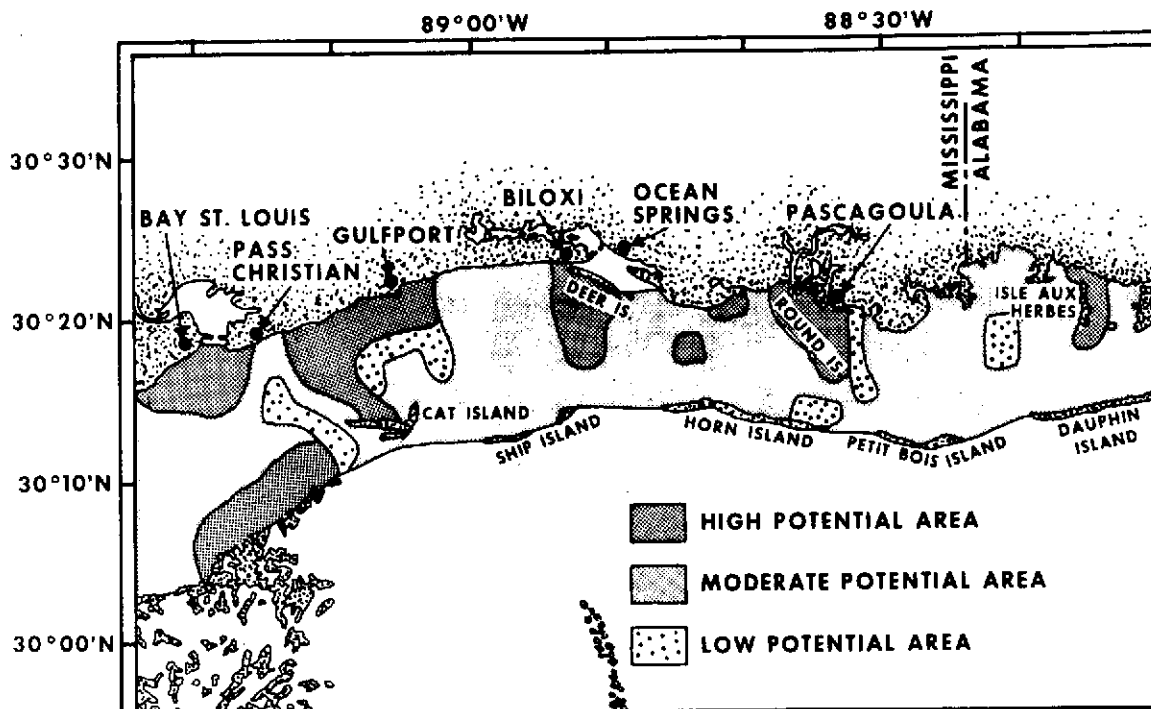 89°00'W
88°30'W
MISSISSIPPI
ALABAMA
30°30'N
BAY ST. LOUIS
PASS
CHRISTIAN
GULFPORT
BILOXI
OCEAN
SPRINGS
PASCAGOULA
30°20'N
DEER IS.
ROUND IS
ISLE AUX
HERBES
CAT ISLAND
SHIP ISLAND
HORN ISLAND
PETIT BOIS ISLAND
DAUPHIN
ISLAND
30°10'N
HIGH POTENTIAL AREA
MODERATE POTENTIAL AREA
30°00'N
LOW POTENTIAL AREA